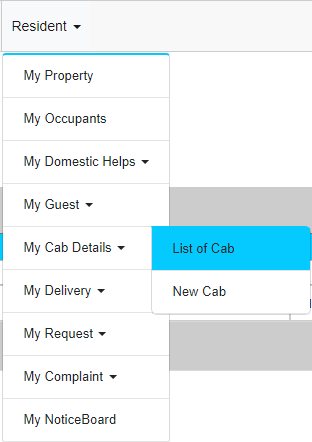 Resident
My Property
My Occupants
My Domestic Helps
My Guest
My Cab Details
List of Cab
New Cab
My Delivery
My Request
My Complaint
My NoticeBoard